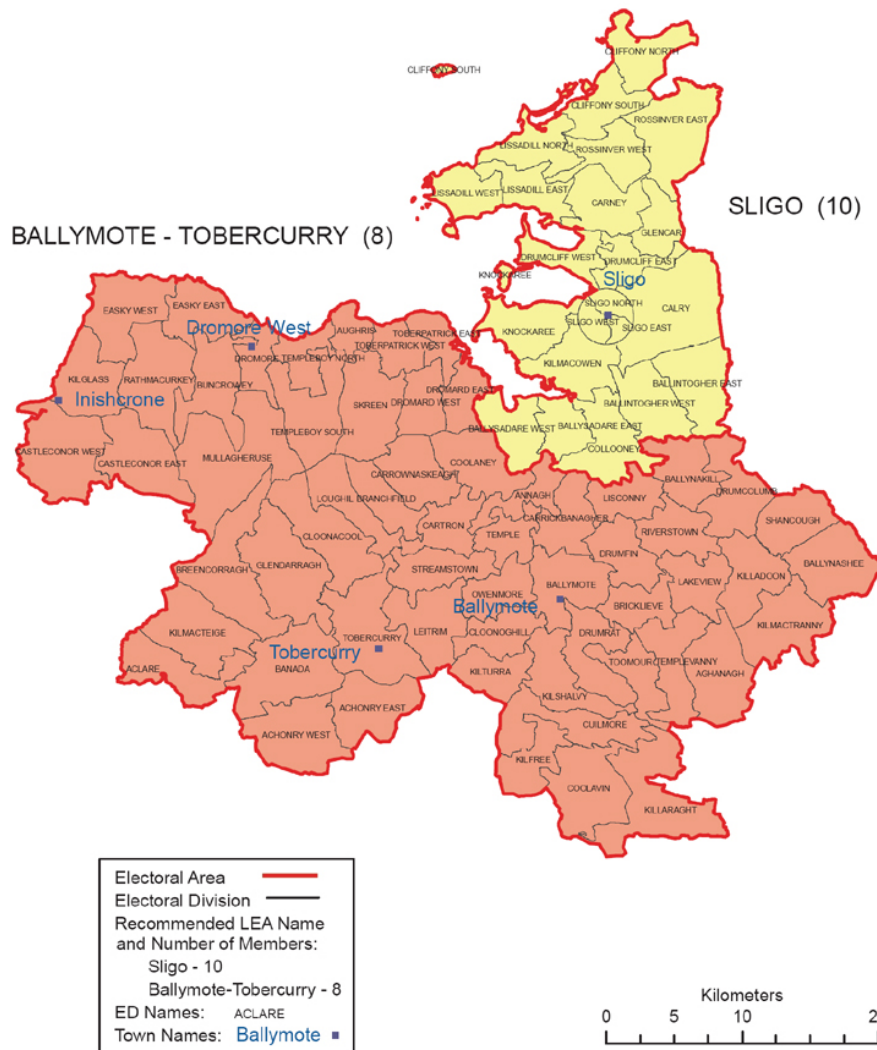 CLIFFONY NORTH
CLIFFONY SOUTH
CLIFFONY SOUTH
ROSSINVER EAST
LISSADILL NORTH
ROSSINVER WEST
LISSADILL WEST
LISSADILL EAST
CARNEY
SLIGO (10)
GLENCAR
BALLYMOTE - TOBERCURRY (8)
DRUMCLIFF WEST
DRUMCLIFF EAST
KNOCKAREE
Sligo
EASKY WEST
EASKY EAST
SLIGO NORTH
CALRY
Dromore West
AUGHRIS
TOBERPATRICK EAST
KNOCKAREE
SLIGO WEST
SLIGO EAST
TOBERPATRICK WEST
DROMORE
TEMPLEBOY NORTH
KILMACOWEN
KILGLASS
RATHMACURKEY
BUNCROWEY
DROMARD EAST
BALLINTOGHER EAST
Inishcrone
SKREEN
DROMARD WEST
BALLINTOGHER WEST
TEMPLEBOY SOUTH
BALLYSADARE WEST
BALLYSADARE EAST
CASTLECONOR WEST
MULLAGHERUSE
COLLOONEY
CASTLECONOR EAST
COOLANEY
CARROWNASKEAGH
BALLYNAKILL
DRUMCOLUMB
LOUGHIL
BRANCHFIELD
ANNAGH
LISCONNY
CARTRON
CARRICKBANAGHER
SHANCOUGH
CLOONACOOL
TEMPLE
RIVERSTOWN
DRUMFIN
BREENCORRAGH
GLENDARRAGH
STREAMSTOWN
BALLYMOTE
LAKEVIEW
KILLADOON
BALLYNASHEE
OWENMORE
Ballymote
BRICKLIEVE
KILMACTEIGE
TOBERCURRY
LEITRIM
CLOONOGHILL
DRUMRAT
KILMACTRANNY
Tobercurry
ACLARE
BANADA
KILTURRA
TOOMOUR
TEMPLEVANNY
AGHANAGH
ACHONRY EAST
KILSHALVY
ACHONRY WEST
CUILMORE
KILFREE
COOLAVIN
KILLARAGHT
Electoral Area
Electoral Division
Recommended LEA Name
and Number of Members:
Sligo - 10
Ballymote-Tobercurry - 8
ED Names: ACLARE
Town Names: Ballymote
Kilometers
0 5 10